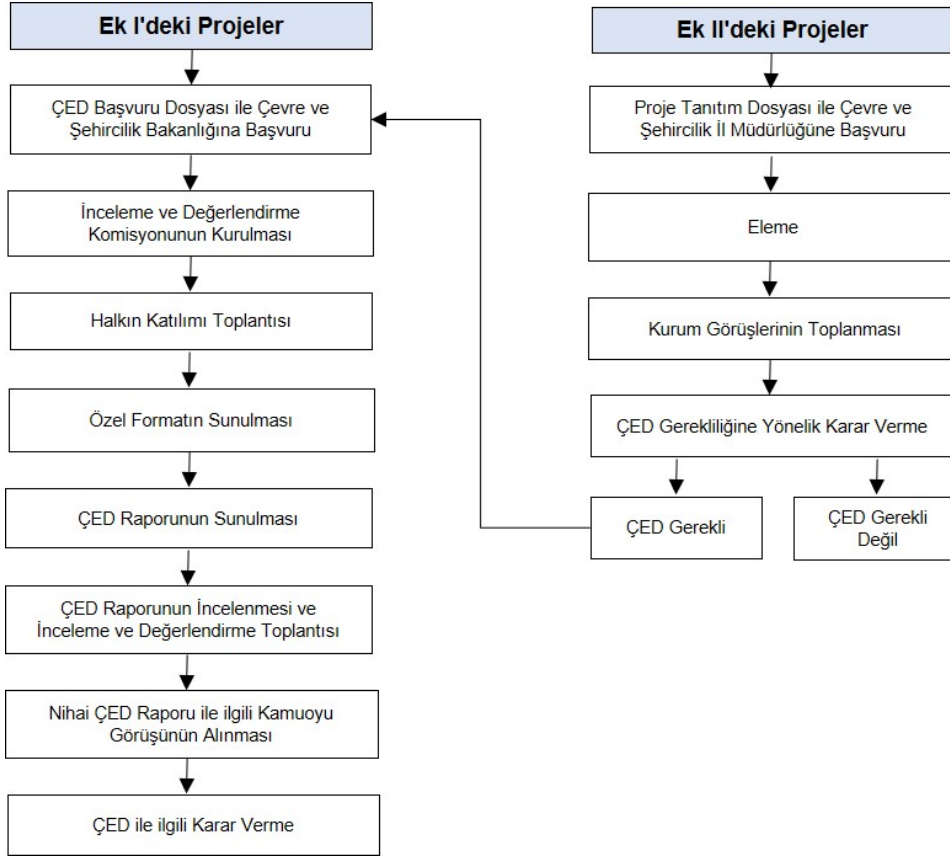 Ek I'deki Projeler
ÇED Başvuru Dosyası ile Çevre ve
Şehircilik Bakanlığına Başvuru
İnceleme ve Değerlendirme
Komisyonunun Kurulması
Halkın Katılımı Toplantısı
Özel Formatın Sunulması
ÇED Raporunun Sunulması
ÇED Raporunun İncelenmesi ve
İnceleme ve Değerlendirme Toplantısı
Nihai ÇED Raporu ile ilgili Kamuoyu
Görüşünün Alınması
ÇED ile ilgili Karar Verme
Ek II'deki Projeler
Proje Tanıtım Dosyası ile Çevre ve
Şehircilik İl Müdürlüğüne Başvuru
Eleme
Kurum Görüşlerinin Toplanması
ÇED Gerekliliğine Yönelik Karar Verme
ÇED Gerekli
ÇED Gerekli
Değil